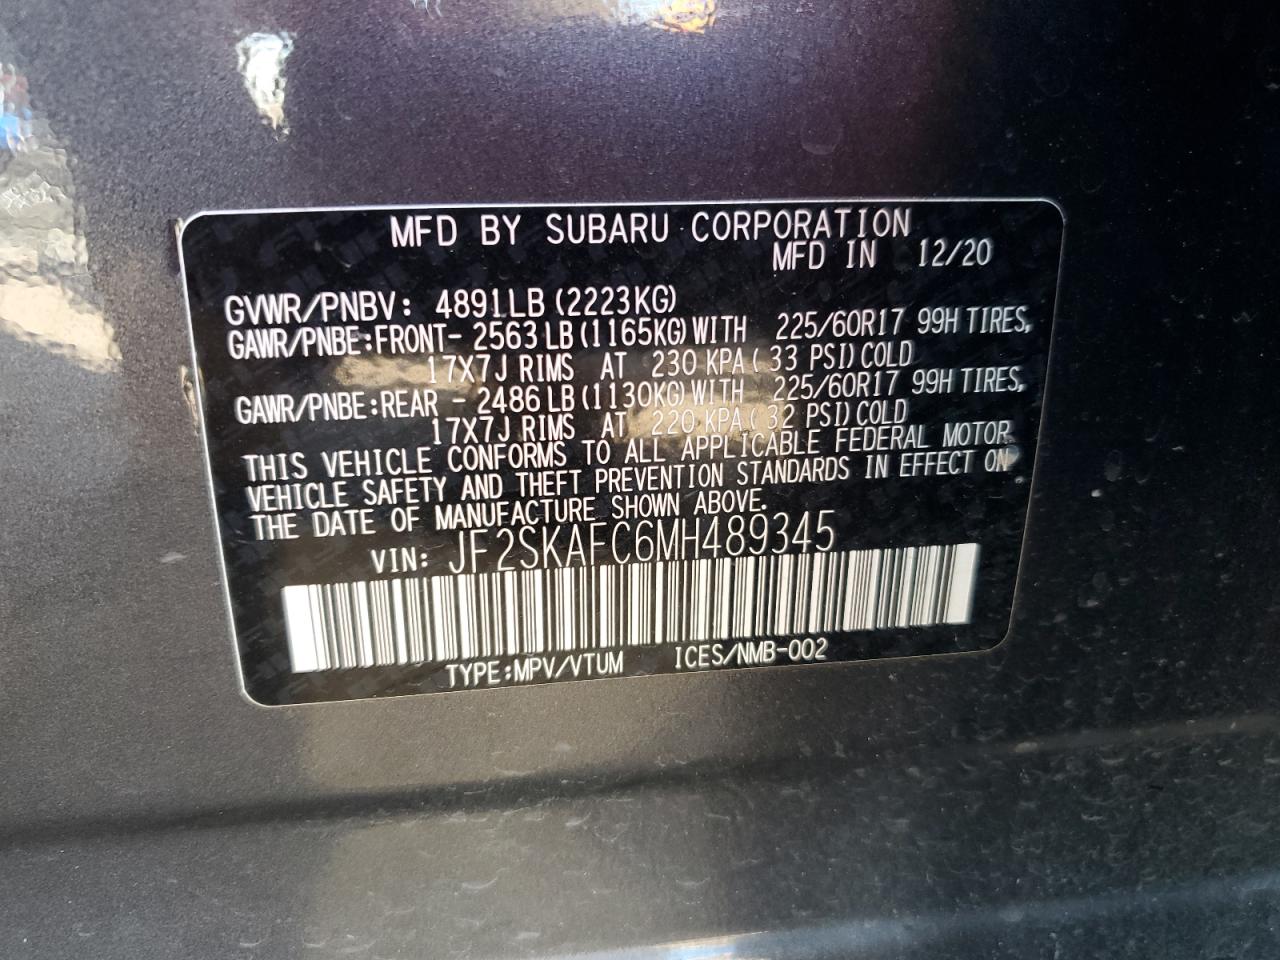 MFD BY SUBARU CORPORATION
MFD IN 12/20
GVWR/PNBV: 4891LB (2223KG)
GAWR/PNBE:FRONT- 2563 LB (1165KG) WITH 225/60R17 99H TIRES,
17X7J RIMS AT 230 KPA ( 33 PSI) COLD
GAWR/PNBE:REAR - 2486 LB (1130KG) WITH 225/60R17 99H TIRES,
17X7J RIMS AT 220 KPA ( 32 PSI) COLD
THIS VEHICLE CONFORMS TO ALL APPLICABLE FEDERAL MOTOR
VEHICLE SAFETY AND THEFT PREVENTION STANDARDS IN EFFECT ON
THE DATE OF MANUFACTURE SHOWN ABOVE.
VIN: JF2SKAFC6MH489345
TYPE:MPV/VTUM ICES/NMB-002